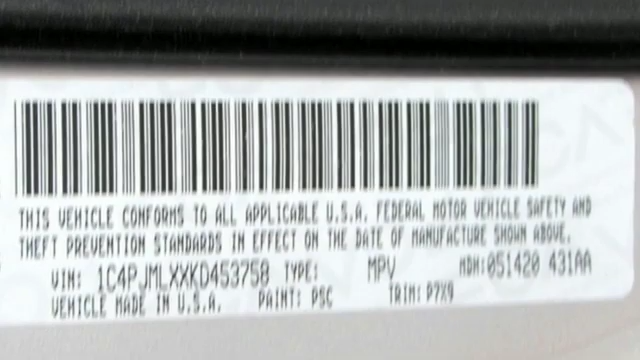 THIS VEHICLE CONFORMS TO ALL APPLICABLE U.S.A. FEDERAL MOTOR VEHICLE SAFETY AND
THEFT PREVENTION STANDARDS IN EFFECT ON THE DATE OF MANUFACTURE SHOWN ABOVE.
VIN: 1C4PJMLXXKD453758 TYPE: MPV MDH:051420 431AA
VEHICLE MADE IN U.S.A. PAINT: PSC TRIM: P7X9